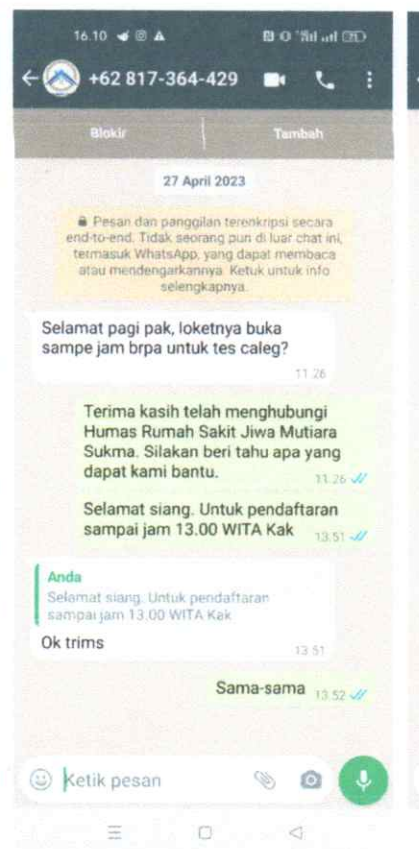 16.10
+62 817-364-429
Blokir
Tambah
27 April 2023
Pesan dan panggilan terenkripsi secara
end-to-end. Tidak seorang pun di luar chat ini,
termasuk WhatsApp, yang dapat membaca
atau mendengarkannya. Ketuk untuk info
selengkapnya.
Selamat pagi pak, loketnya buka
sampe jam brpa untuk tes caleg?
11.26
Terima kasih telah menghubungi
Humas Rumah Sakit Jiwa Mutiara
Sukma. Silakan beri tahu apa yang
dapat kami bantu.
11.26
Selamat siang. Untuk pendaftaran
sampai jam 13.00 WITA Kak
13.51
Anda
Selamat siang. Untuk pendaftaran
sampai jam 13.00 WITA Kak
Ok trims
13.51
Sama-sama
13.52
Ketik pesan